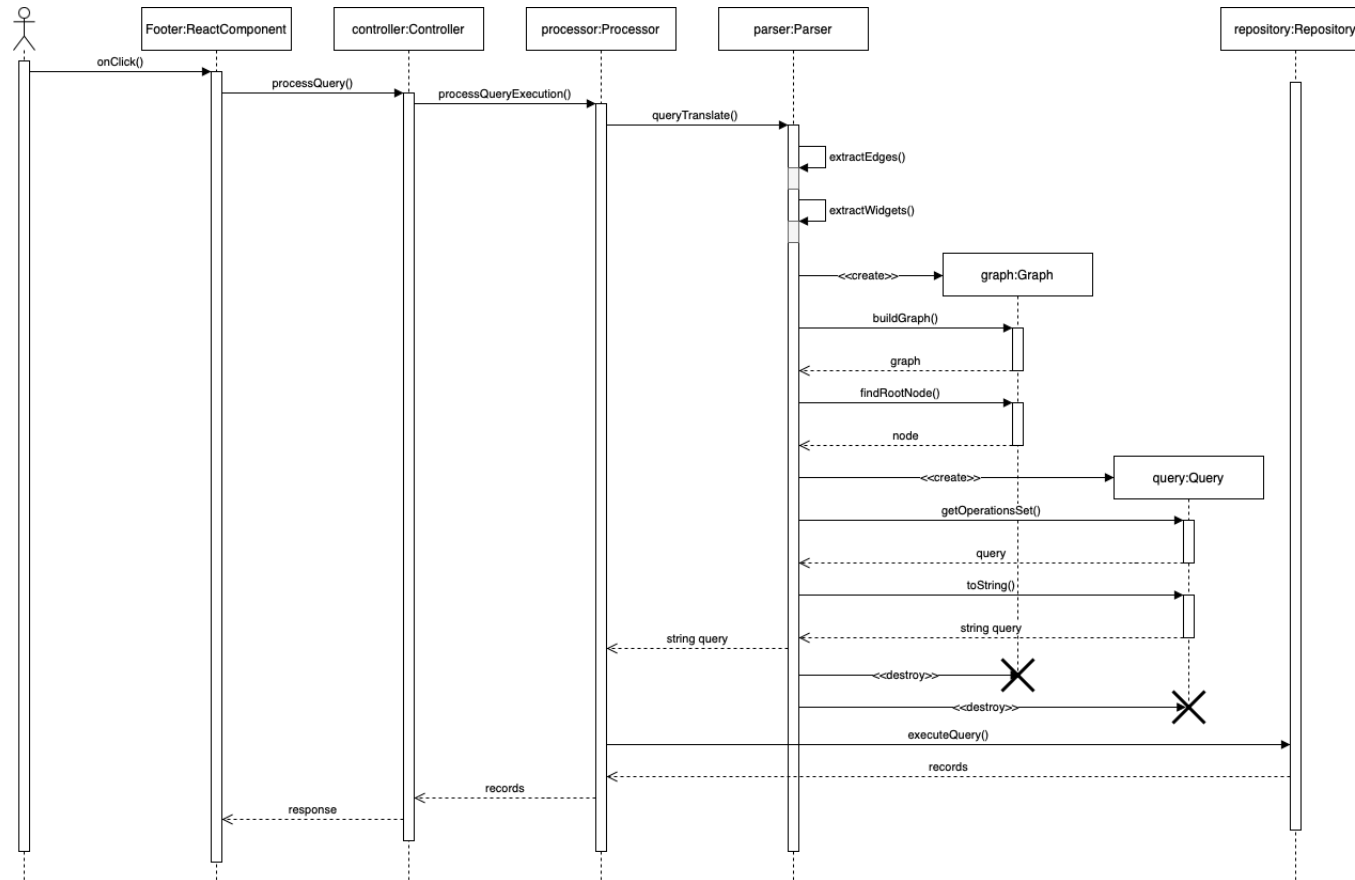 Footer:ReactComponent
controller:Controller
processor:Processor
parser:Parser
repository:Repository
onClick()
processQuery()
processQueryExecution()
queryTranslate()
extractEdges()
extractWidgets()
<<create>>
graph:Graph
buildGraph()
graph
findRootNode()
node
<<create>>
query:Query
getOperationsSet()
query
toString()
string query
string query
<<destroy>>
<<destroy>>
executeQuery()
records
records
response